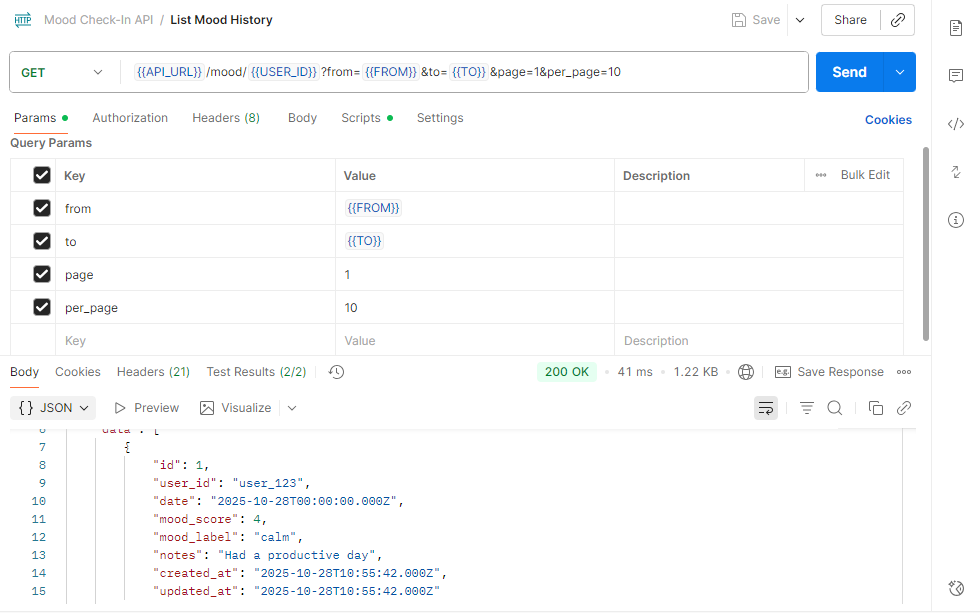 HTTP Mood Check-In API / List Mood History Save Share
GET {{API_URL}} /mood/ {{USER_ID}} ?from= {{FROM}} &to= {{TO}} &page=1&per_page=10 Send
Params Authorization Headers (8) Body Scripts Settings Cookies
Query Params
Key Value Description ••• Bulk Edit
from {{FROM}}
to {{TO}}
page 1
per_page 10
Key Value Description
Body Cookies Headers (21) Test Results (2/2) 200 OK • 41 ms • 1.22 KB • e.g. Save Response •••
{} JSON Preview Visualize
6 "data": [
7 {
8 "id": 1,
9 "user_id": "user_123",
10 "date": "2025-10-28T00:00:00.000Z",
11 "mood_score": 4,
12 "mood_label": "calm",
13 "notes": "Had a productive day",
14 "created_at": "2025-10-28T10:55:42.000Z",
15 "updated_at": "2025-10-28T10:55:42.000Z"